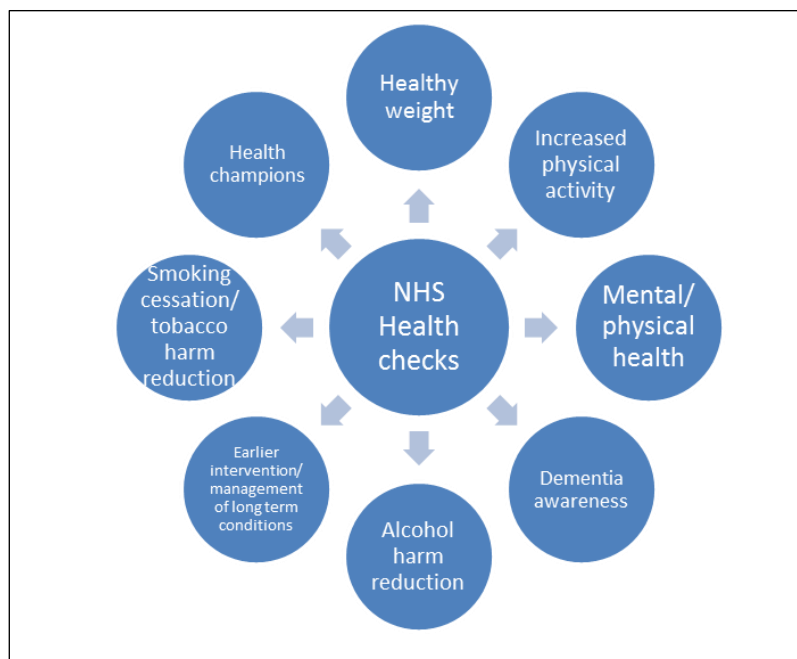 Healthy
weight
Increased
physical
activity
Mental/
physical
health
Dementia
awareness
Alcohol
harm
reduction
Earlier
intervention/
management
of long term
conditions
Smoking
cessation/
tobacco
harm
reduction
Health
champions
NHS
Health
checks